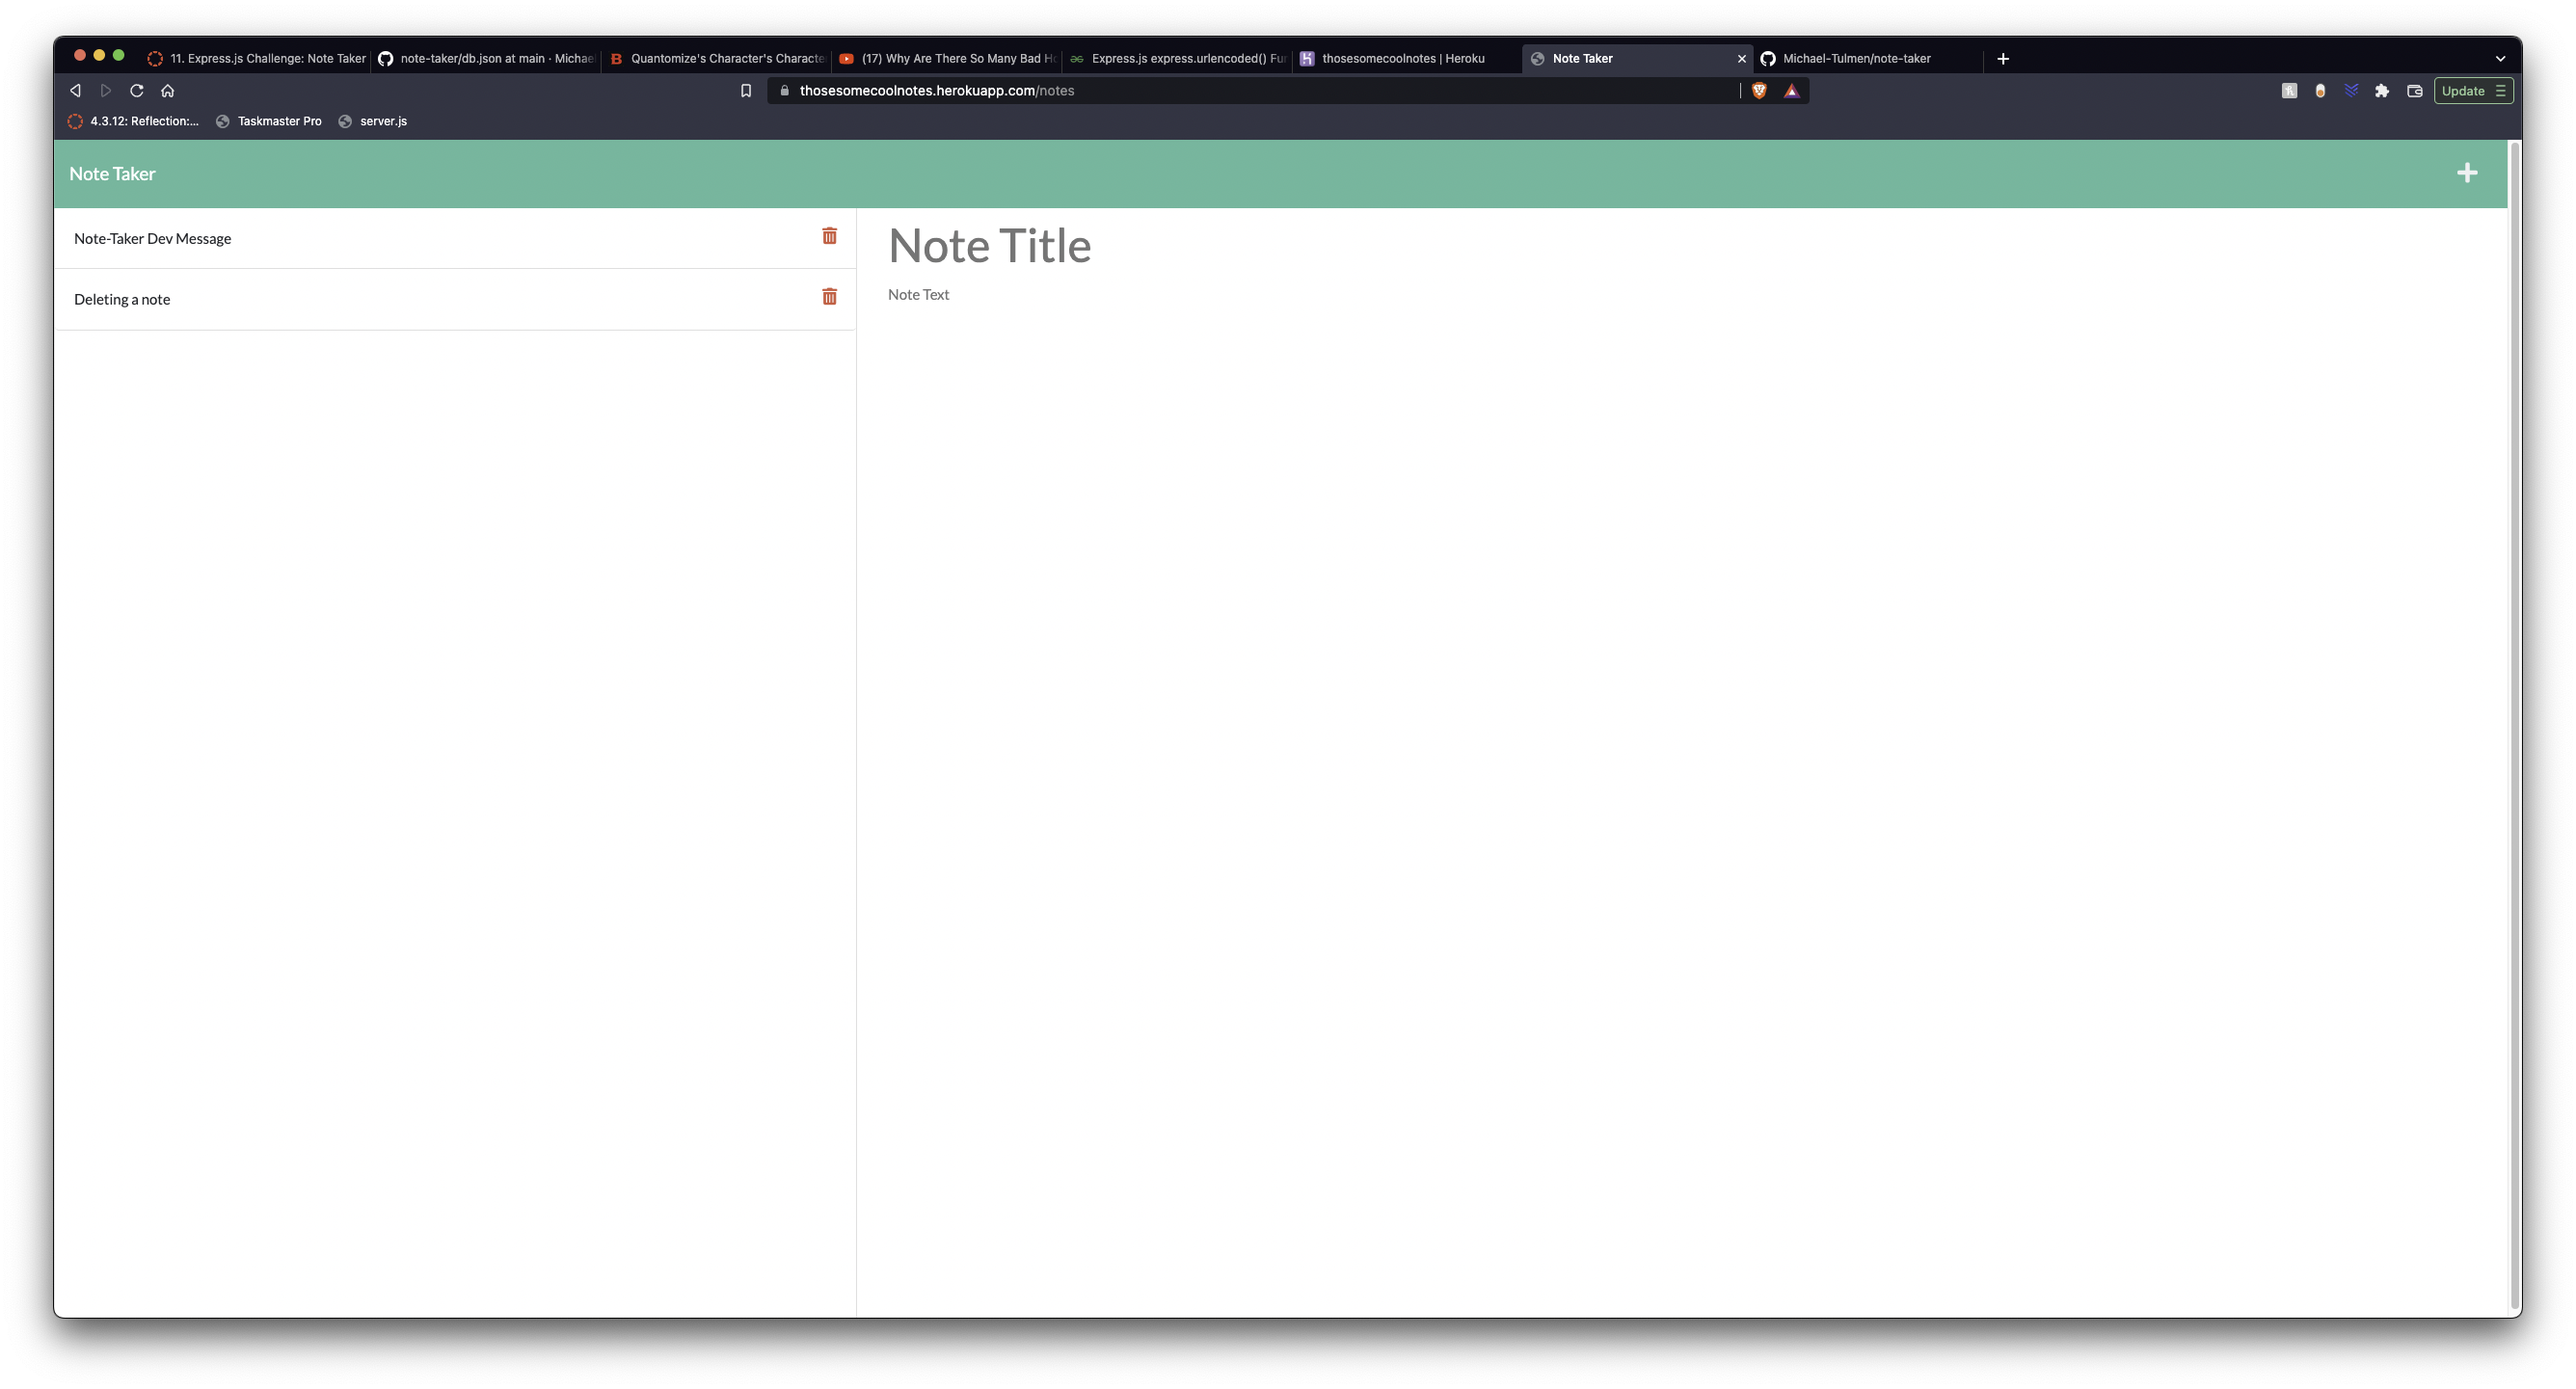 11. Express.js Challenge: Note Taker
note-taker/db.json at main · Michael
Quantomize's Character's Characte
(17) Why Are There So Many Bad Ho
Express.js express.urlencoded() Fun
thosesomecoolnotes | Heroku
Note Taker
Michael-Tulmen/note-taker
thosesomecoolnotes.herokuapp.com/notes
Update
4.3.12: Reflection:...
Taskmaster Pro
server.js
Note Taker
Note-Taker Dev Message
Deleting a note
Note Title
Note Text